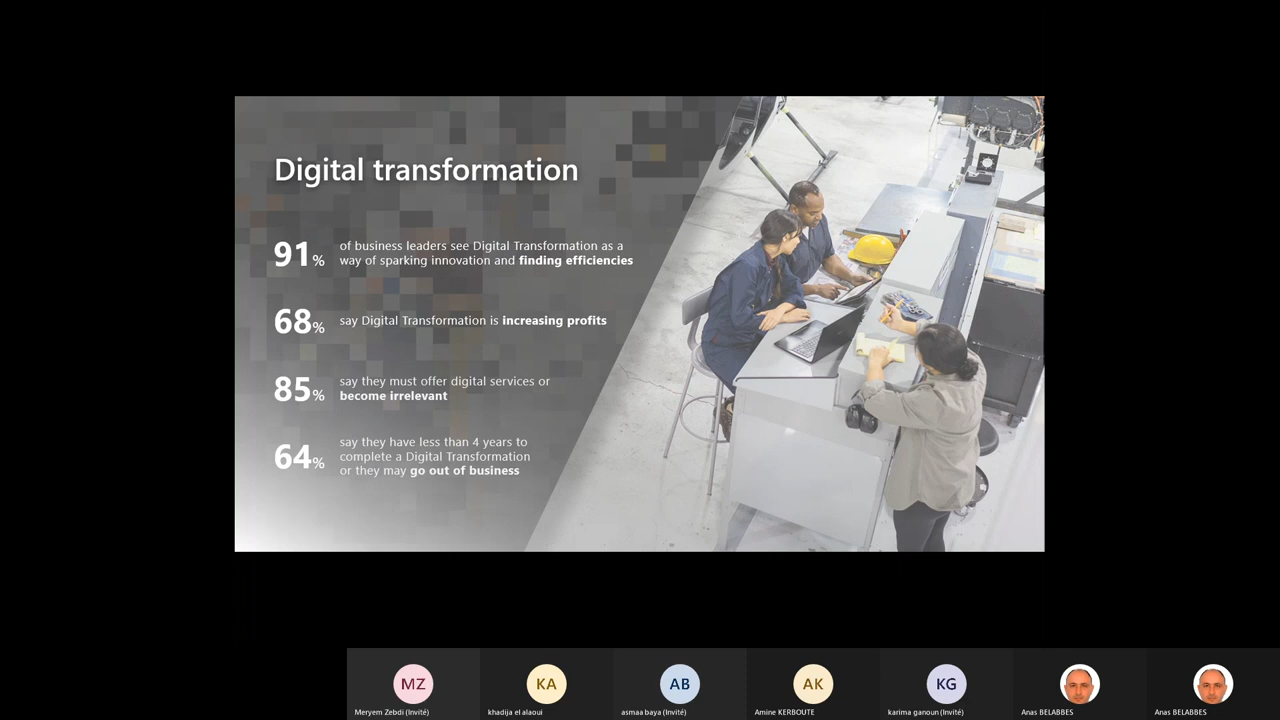 Digital transformation
91% of business leaders see Digital Transformation as a
way of sparking innovation and finding efficiencies
68% say Digital Transformation is increasing profits
85% say they must offer digital services or
become irrelevant
64% say they have less than 4 years to
complete a Digital Transformation
or they may go out of business
MZ
KA
AB
AK
KG
Meryem Zebdi (Invité)
khadija el alaoui
asmaa baya (Invité)
Amine KERBOUTE
karima ganoun (Invité)
Anas BELABBES
Anas BELABBES